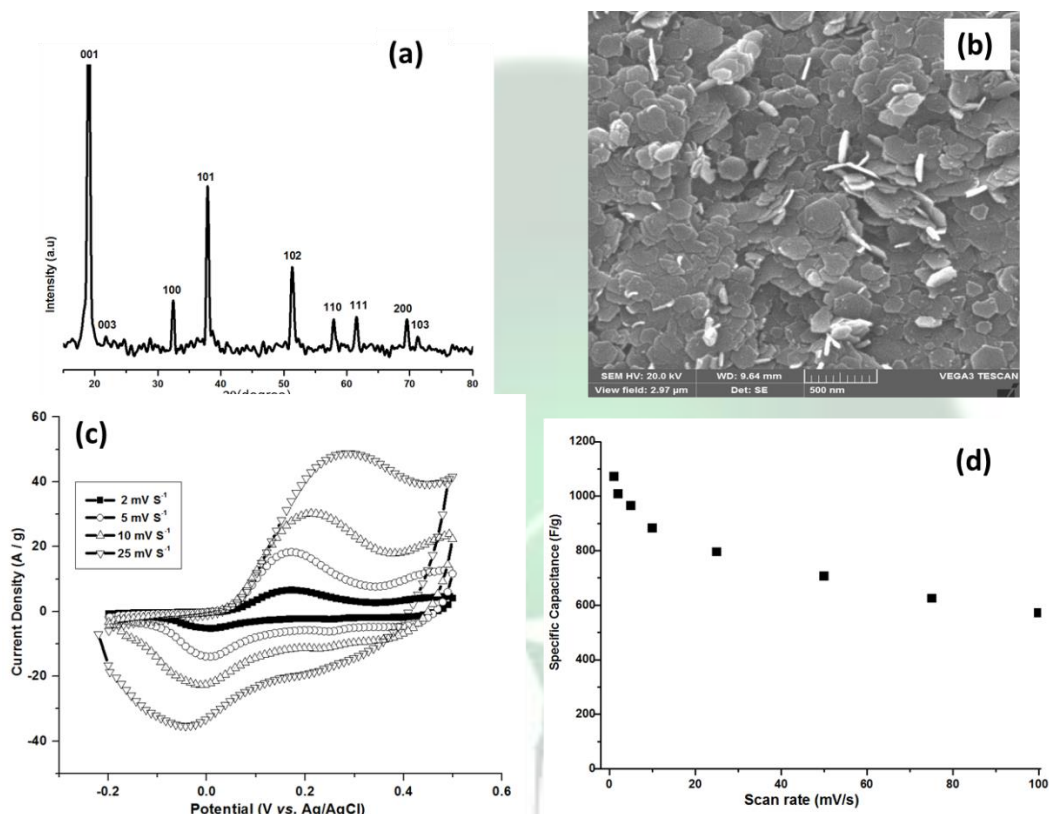 (a)
001
003
100
101
102
110
111
200
103
Intensity (a.u)
20 30 40 50 60 70 80
2θ(degree)
(b)
SEM HV: 20.0 kV WD: 9.64 mm VEGA3 TESCAN
View field: 2.97 µm Det: SE 500 nm
(c)
2 mV S⁻¹
5 mV S⁻¹
10 mV S⁻¹
25 mV S⁻¹
60
40
20
0
-20
-40
Current Density (A / g)
-0.2 0.0 0.2 0.4 0.6
Potential (V vs. Ag/AgCl)
(d)
1200
1000
800
600
400
200
0
Specific Capacitance (F/g)
0 20 40 60 80 100
Scan rate (mV/s)